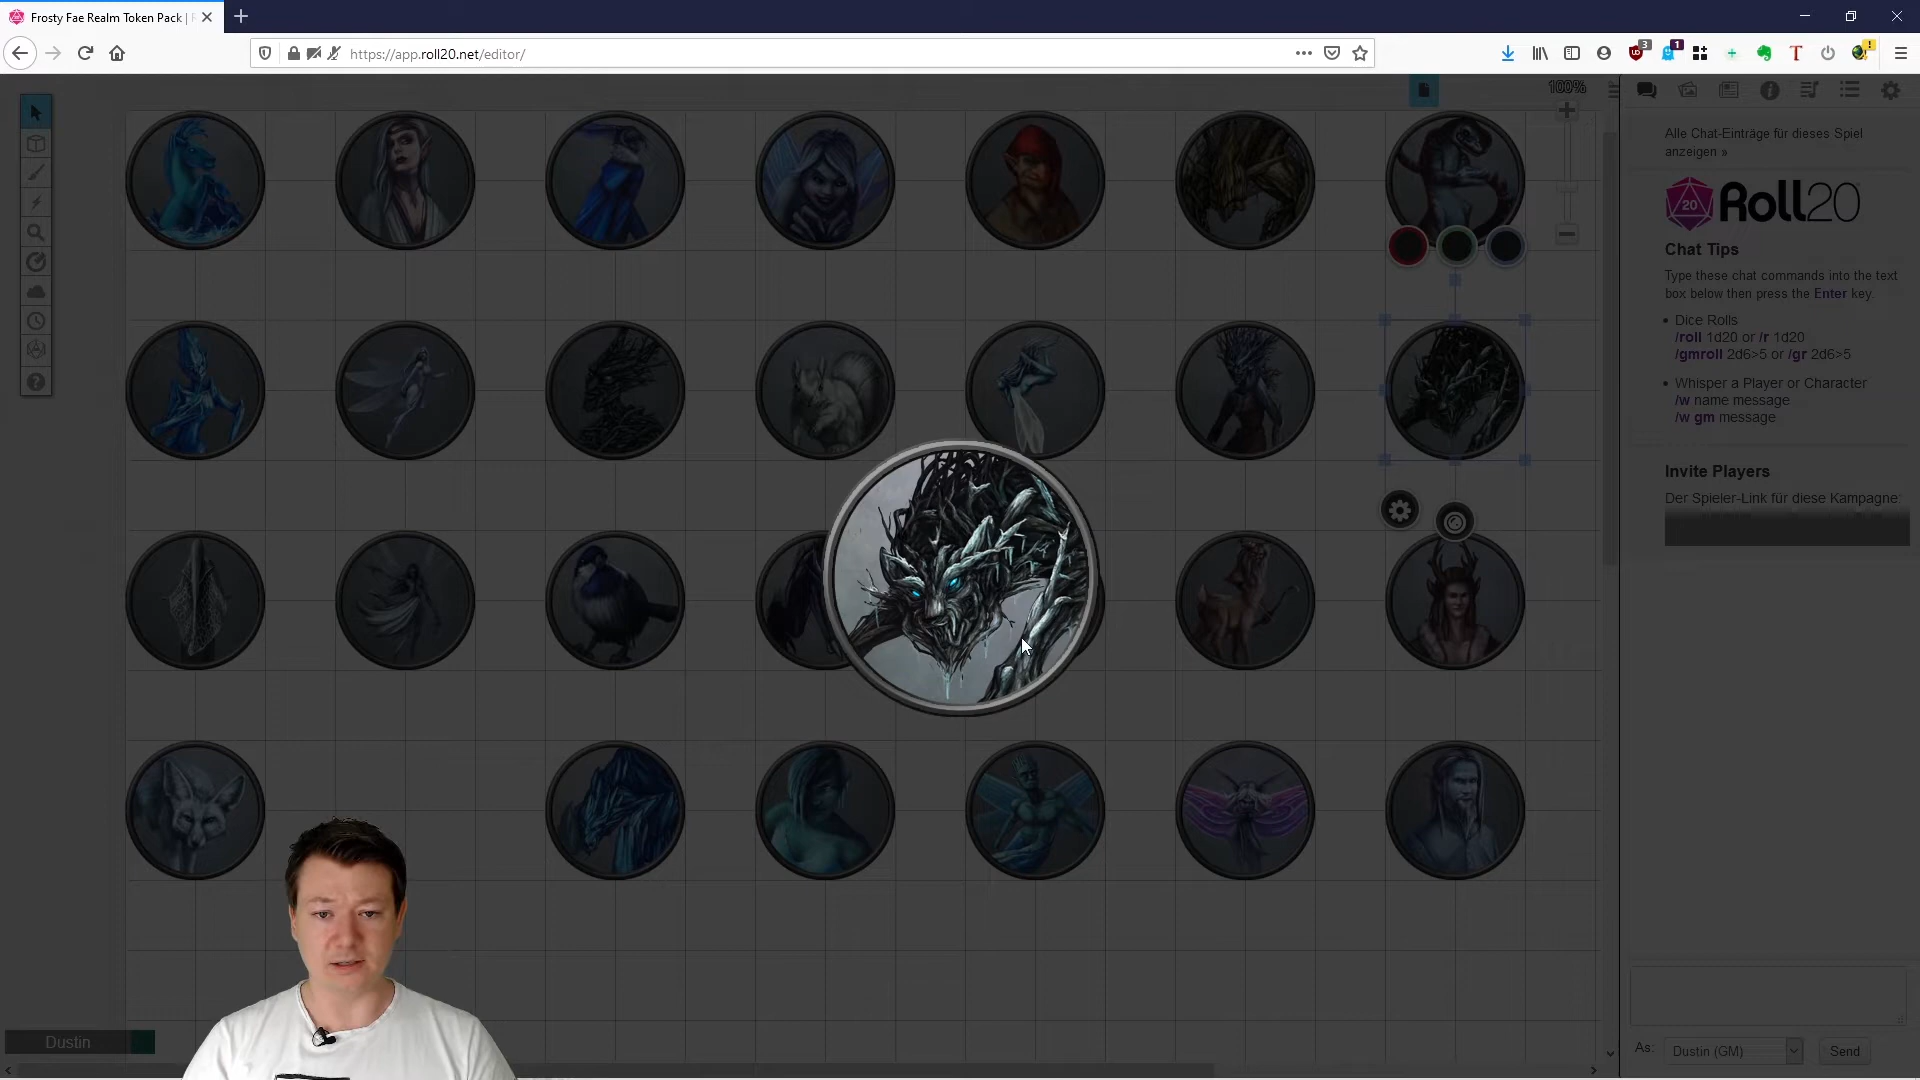 Frosty Fae Realm Token Pack | R
https://app.roll20.net/editor/
3
1
100%
Alle Chat-Einträge für dieses Spiel
anzeigen »
20 Roll20
Chat Tips
Type these chat commands into the text
box below then press the Enter key.
• Dice Rolls
/roll 1d20 or /r 1d20
/gmroll 2d6>5 or /gr 2d6>5
• Whisper a Player or Character
/w name message
/w gm message
Invite Players
Der Spieler-Link für diese Kampagne:
Dustin
As: Dustin (GM) Send